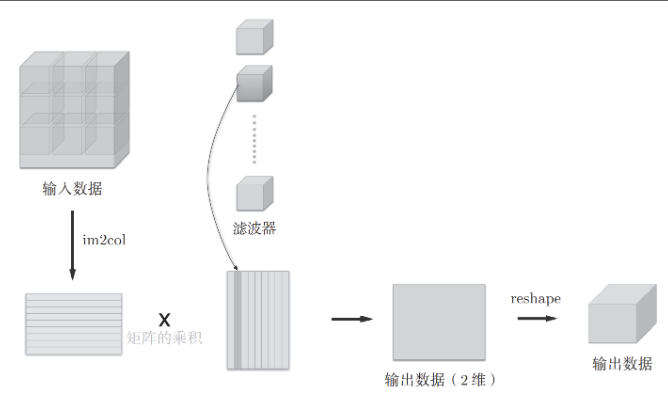 输入数据
滤波器
im2col
X
矩阵的乘积
reshape
输出数据（2 维）
输出数据